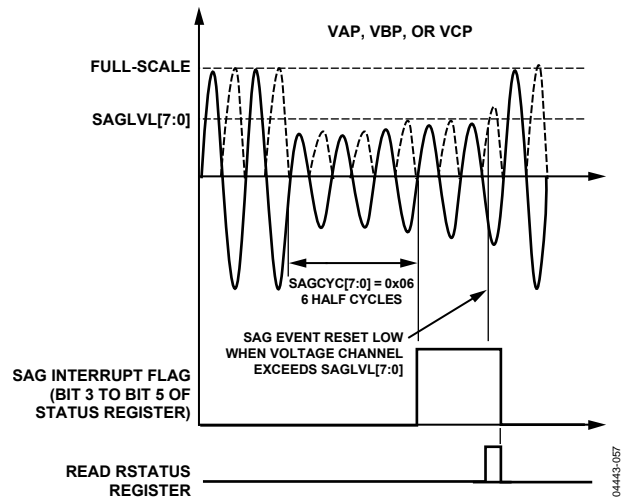 VAP, VBP, OR VCP
FULL-SCALE
SAGLVL[7:0]
SAGCYC[7:0] = 0x06
6 HALF CYCLES
SAG EVENT RESET LOW
WHEN VOLTAGE CHANNEL
EXCEEDS SAGLVL[7:0]
SAG INTERRUPT FLAG
(BIT 3 TO BIT 5 OF
STATUS REGISTER)
READ RSTATUS
REGISTER
04443-057